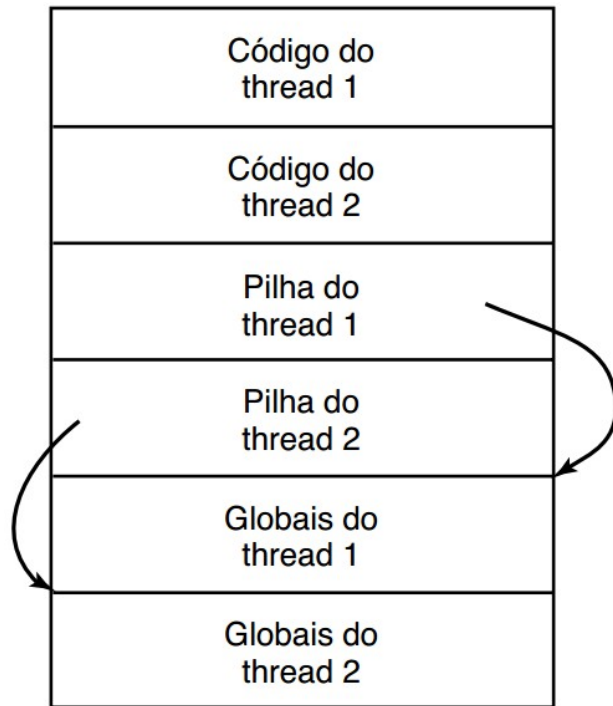 Código do
thread 1
Código do
thread 2
Pilha do
thread 1
Pilha do
thread 2
Globais do
thread 1
Globais do
thread 2